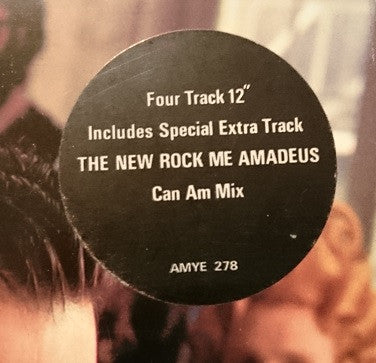 Four Track 12"
Includes Special Extra Track
THE NEW ROCK ME AMADEUS
Can Am Mix
AMYE 278